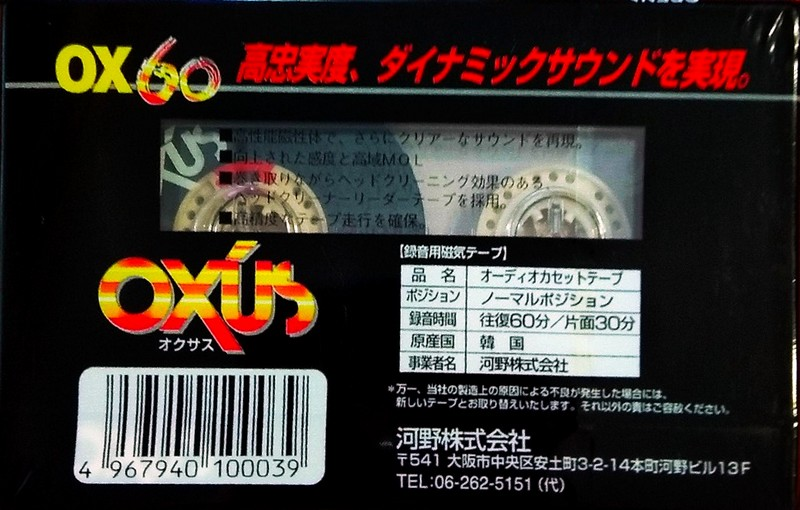 OX60 高忠実度、ダイナミックサウンドを実現。
■高性能磁性体で、さらにクリアーなサウンドを再現。
■向上された感度と高域MOL
■巻き取りながらヘッドクリーニング効果のある、
ヘッドクリーナーリーダーテープを採用。
■高精度なテープ走行を確保。
OXUS
オクサス
【録音用磁気テープ】
品 名 オーディオカセットテープ
ポジション ノーマルポジション
録音時間 往復60分/片面30分
原産国 韓 国
事業者名 河野株式会社
*万一、当社の製造上の原因による不良が発生した場合には、
新しいテープとお取り替えいたします。それ以外の責はご容赦ください。
4 967940 100039
河野株式会社
〒541 大阪市中央区安土町3-2-14本町河野ビル13F
TEL:06-262-5151(代)